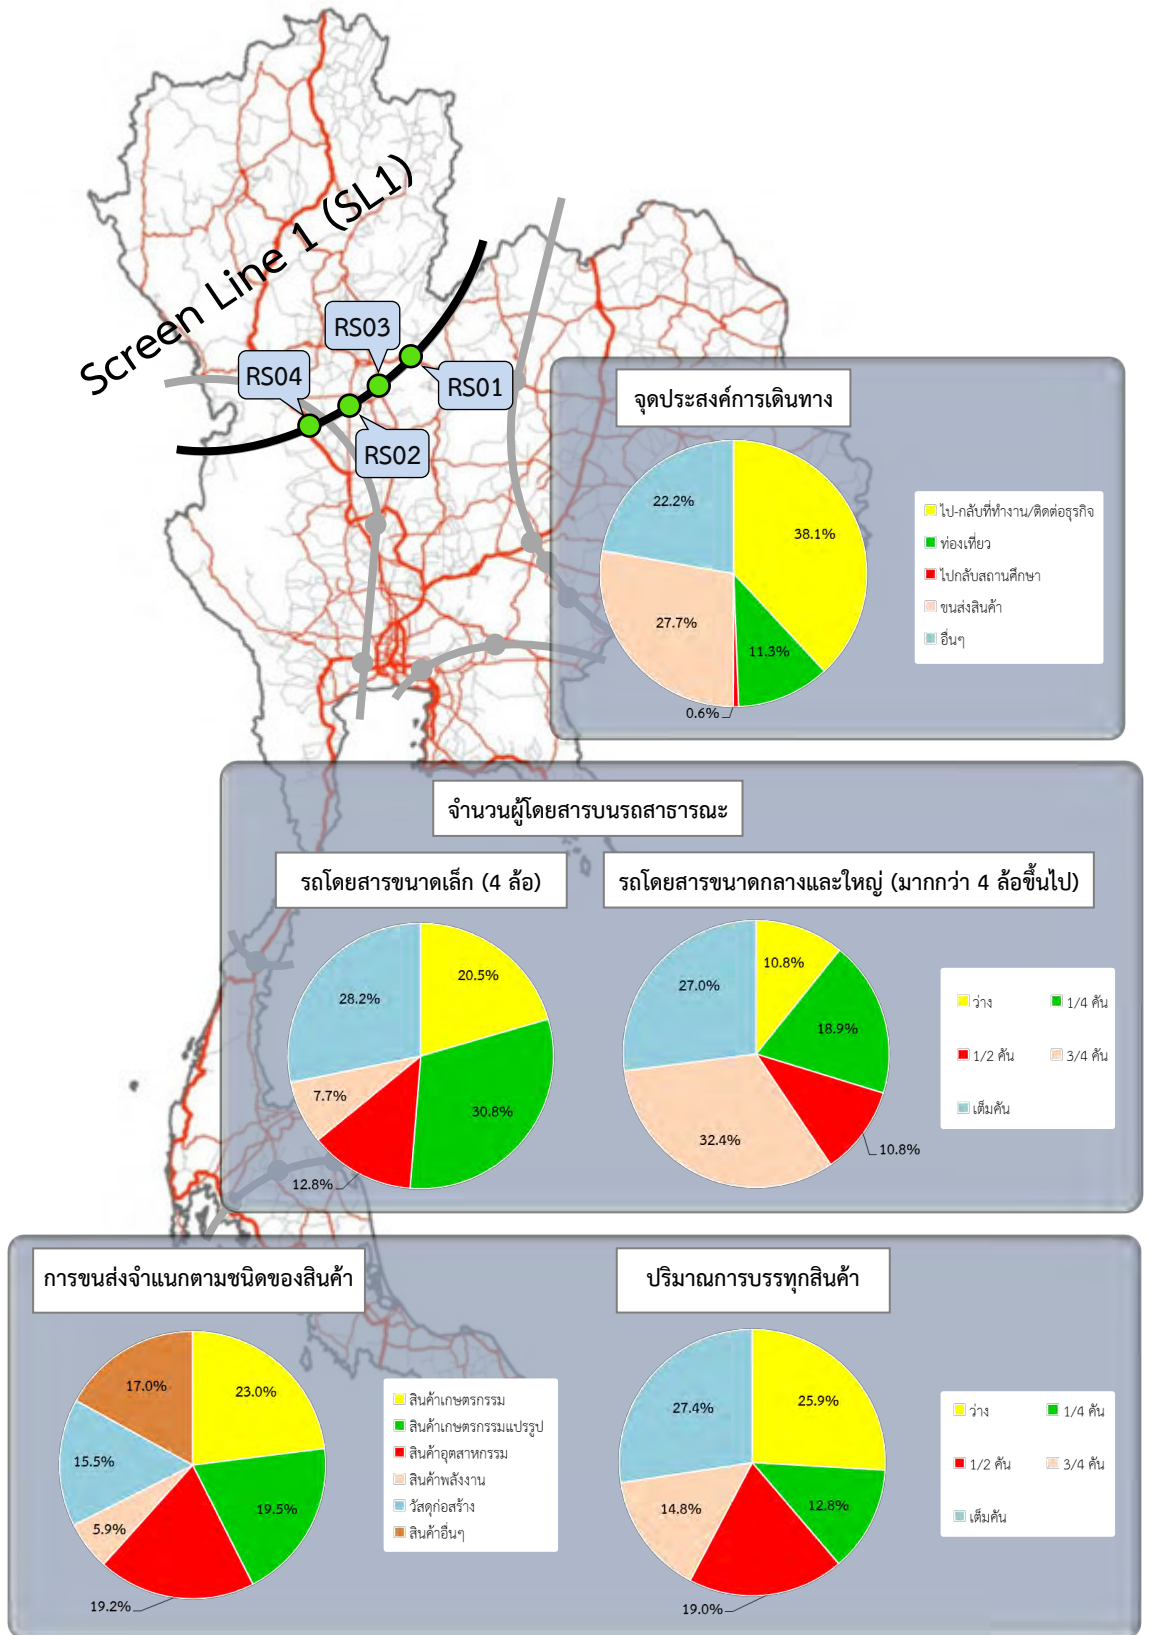 Screen Line 1 (SL1)
RS03
RS04
RS01
RS02
จุดประสงค์การเดินทาง
22.2%
38.1%
27.7%
11.3%
0.6%
ไป-กลับที่ทำงาน/ติดต่อธุรกิจ
ท่องเที่ยว
ไปกลับสถานศึกษา
ขนส่งสินค้า
อื่นๆ
จำนวนผู้โดยสารบนรถสาธารณะ
รถโดยสารขนาดเล็ก (4 ล้อ)
28.2%
20.5%
7.7%
30.8%
12.8%
รถโดยสารขนาดกลางและใหญ่ (มากกว่า 4 ล้อขึ้นไป)
27.0%
10.8%
18.9%
32.4%
10.8%
ว่าง 1/4 คัน
1/2 คัน 3/4 คัน
เต็มคัน
การขนส่งจำแนกตามชนิดของสินค้า
17.0%
23.0%
15.5%
19.5%
5.9%
19.2%
สินค้าเกษตรกรรม
สินค้าเกษตรกรรมแปรรูป
สินค้าอุตสาหกรรม
สินค้าพลังงาน
วัสดุก่อสร้าง
สินค้าอื่นๆ
ปริมาณการบรรทุกสินค้า
27.4%
25.9%
14.8%
12.8%
19.0%
ว่าง 1/4 คัน
1/2 คัน 3/4 คัน
เต็มคัน